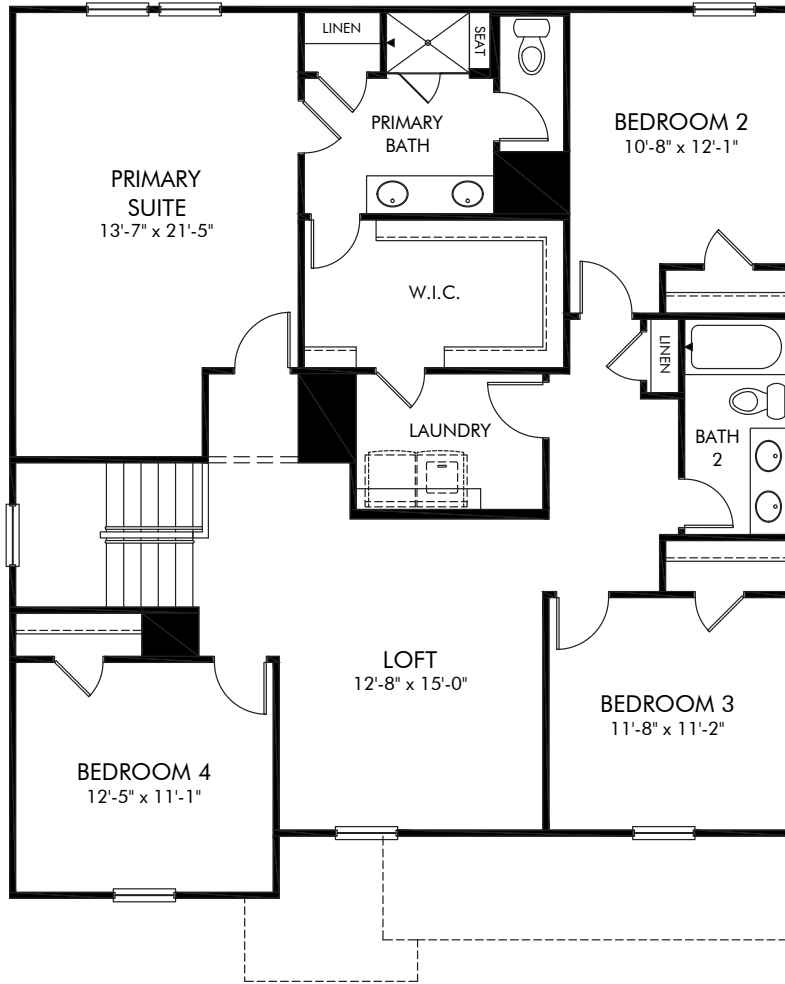 LINEN
SEAT
PRIMARY
BATH
BEDROOM 2
10'-8" x 12'-1"
PRIMARY
SUITE
13'-7" x 21'-5"
W.I.C.
LINEN
LAUNDRY
BATH
2
LOFT
12'-8" x 15'-0"
BEDROOM 3
11'-8" x 11'-2"
BEDROOM 4
12'-5" x 11'-1"